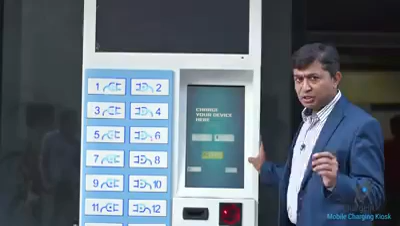 1 2
3 4
5 6
7 8
9 10
11 12
CHARGE
YOUR DEVICE
HERE
Mobile Charging Kiosk